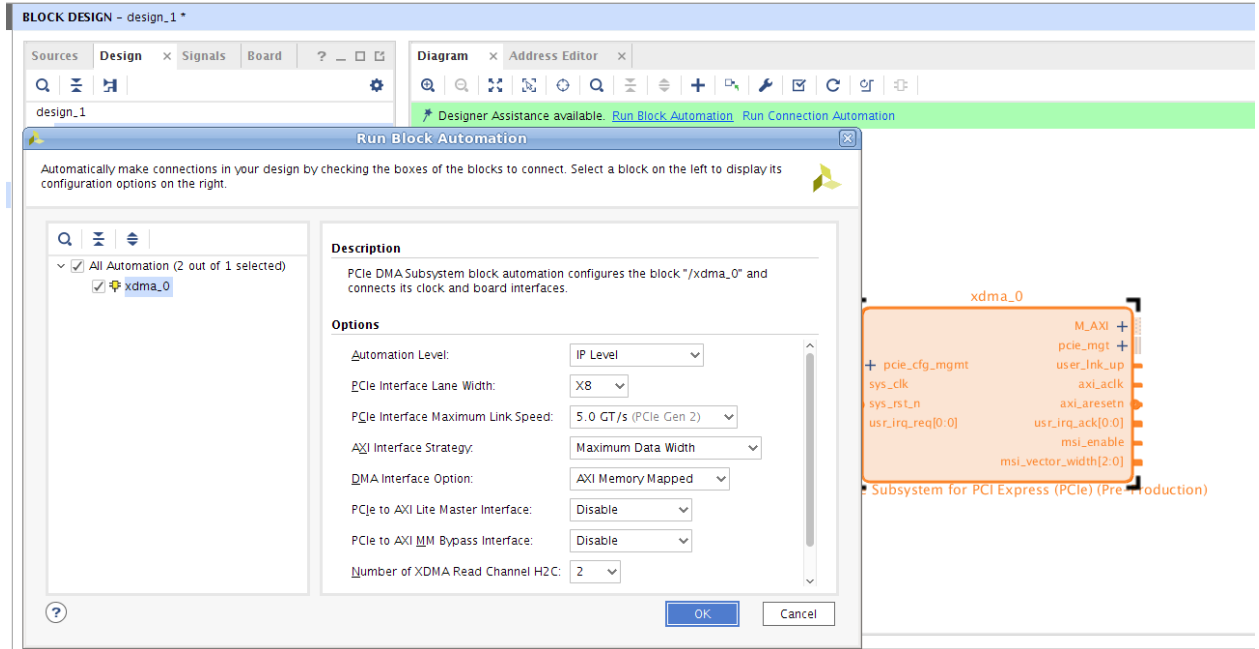 BLOCK DESIGN - design_1 *
Sources Design × Signals Board ? _ □
Diagram × Address Editor ×
design_1
Designer Assistance available. Run Block Automation Run Connection Automation
Run Block Automation
Automatically make connections in your design by checking the boxes of the blocks to connect. Select a block on the left to display its
configuration options on the right.
All Automation (2 out of 1 selected)
xdma_0
Description
PCIe DMA Subsystem block automation configures the block "/xdma_0" and
connects its clock and board interfaces.
Options
Automation Level: IP Level
PCIe Interface Lane Width: X8
PCIe Interface Maximum Link Speed: 5.0 GT/s (PCIe Gen 2)
AXI Interface Strategy: Maximum Data Width
DMA Interface Option: AXI Memory Mapped
PCIe to AXI Lite Master Interface: Disable
PCIe to AXI MM Bypass Interface: Disable
Number of XDMA Read Channel H2C: 2
? OK Cancel
xdma_0
M_AXI
pcie_mgt
pcie_cfg_mgmt user_lnk_up
sys_clk axi_aclk
sys_rst_n axi_aresetn
usr_irq_req[0:0] usr_irq_ack[0:0]
msi_enable
msi_vector_width[2:0]
Subsystem for PCI Express (PCIe) (Pre-Production)